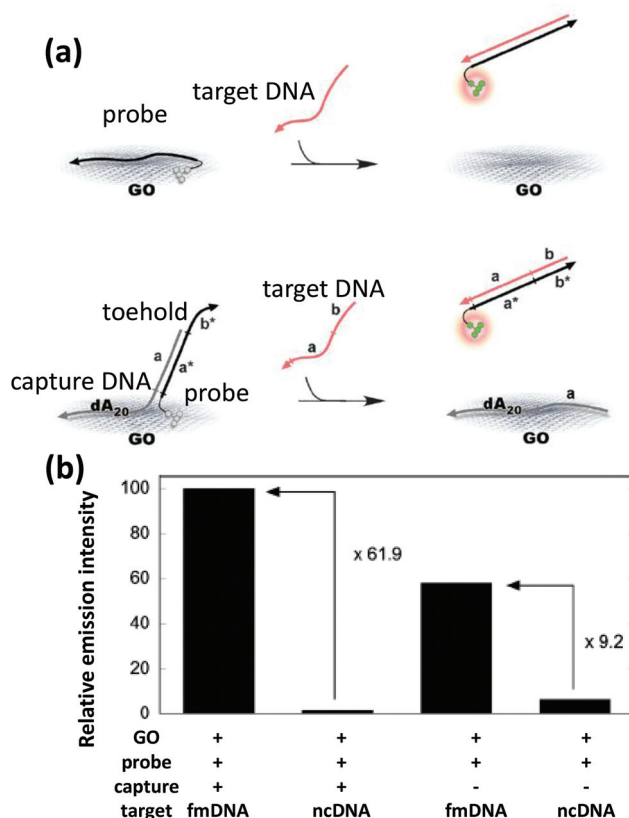 (a)
target DNA
probe
GO
GO
b
target DNA
a
b*
toehold
b
b*
a*
a
a
capture DNA
a*
probe
dA20
dA20
a
GO
GO
(b)
Relative emission intensity
100
80
60
40
20
0
x 61.9
x 9.2
GO + + + +
probe + + + +
capture + + - -
target fmDNA ncDNA fmDNA ncDNA